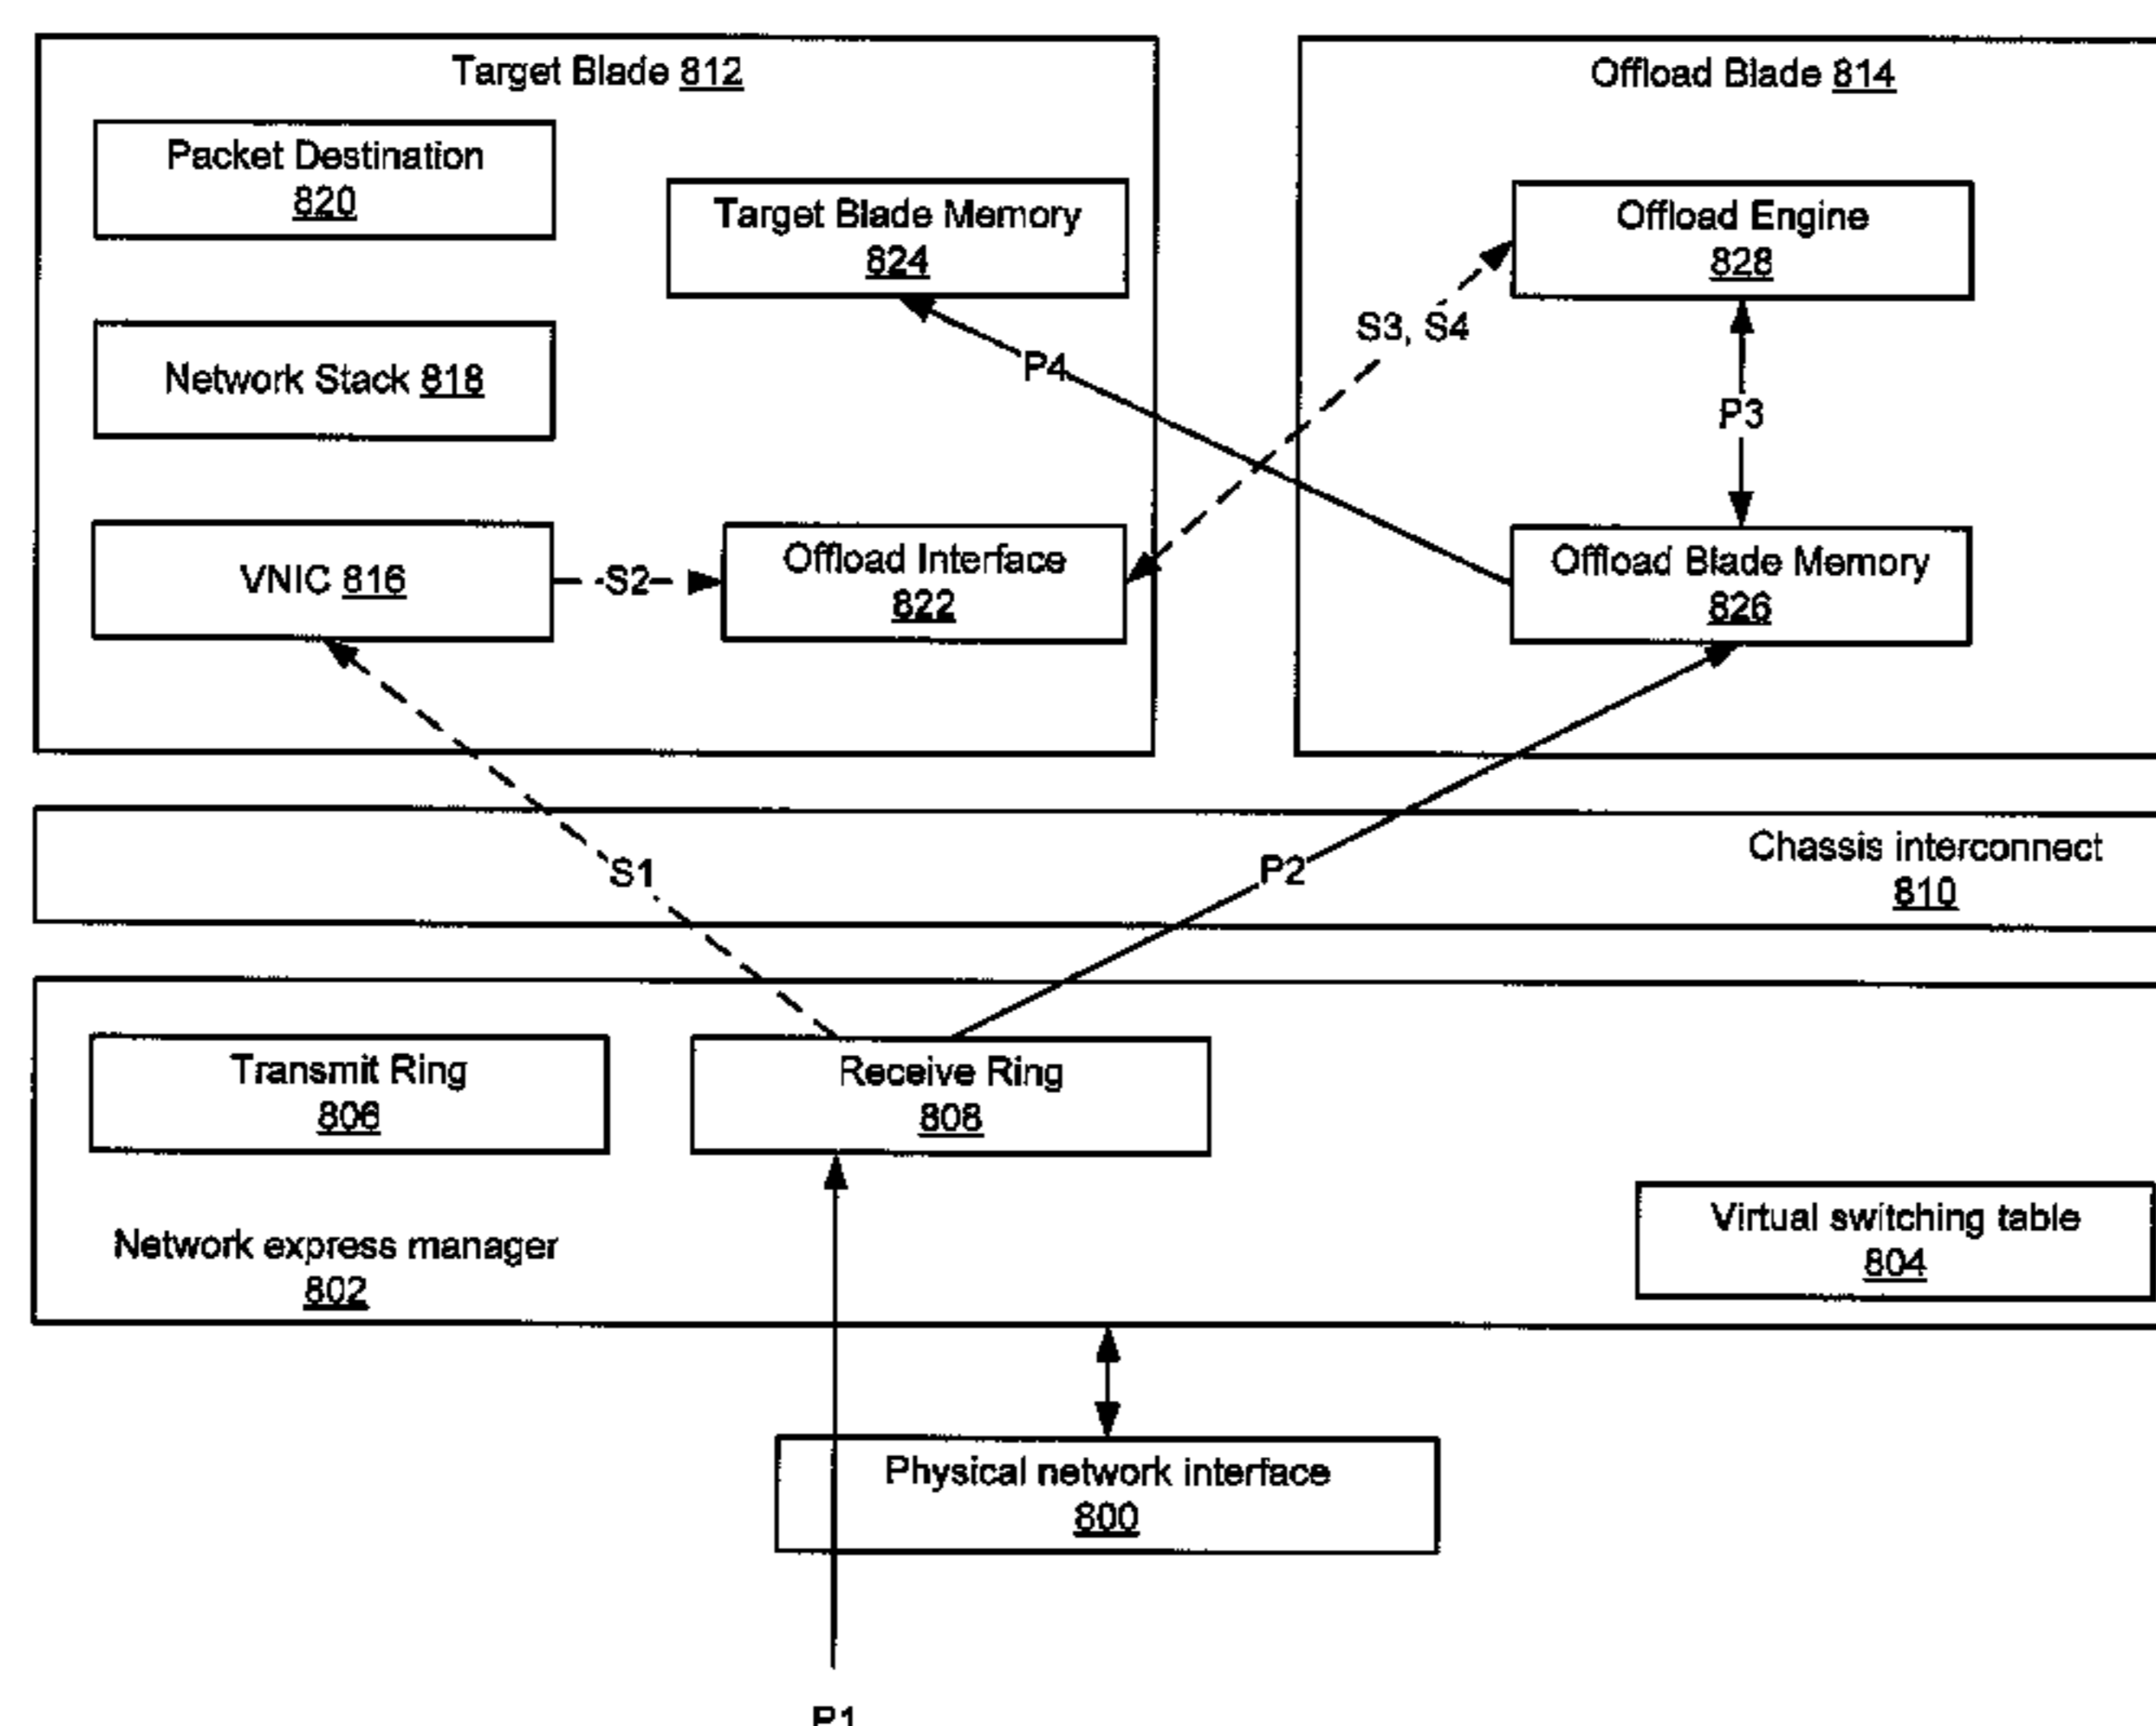 Target Blade 812
Offload Blade 814
Packet Destination
820
Target Blade Memory
824
Offload Engine
828
S3, S4
P4
Network Stack 818
P3
VNIC 816
S2
Offload Interface
822
Offload Blade Memory
826
S1
P2
Chassis interconnect
810
Transmit Ring
806
Receive Ring
808
Network express manager
802
Virtual switching table
804
Physical network interface
800
P1